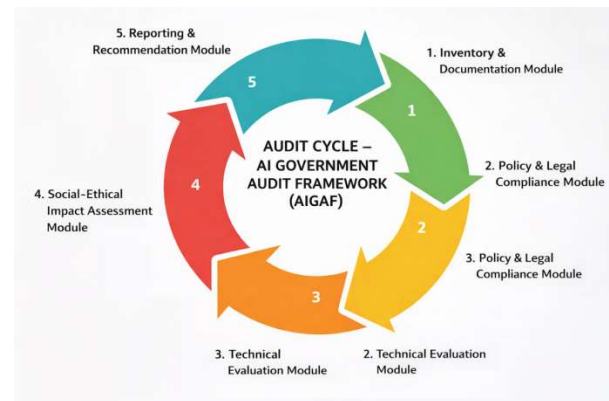 5. Reporting &
Recommendation Module
1. Inventory &
Documentation Module
5
1
AUDIT CYCLE –
AI GOVERNMENT
AUDIT FRAMEWORK
(AIGAF)
4. Social-Ethical
Impact Assessment
Module
4
2. Policy & Legal
Compliance Module
2
3. Policy & Legal
Compliance Module
3
3. Technical
Evaluation Module
2. Technical Evaluation
Module